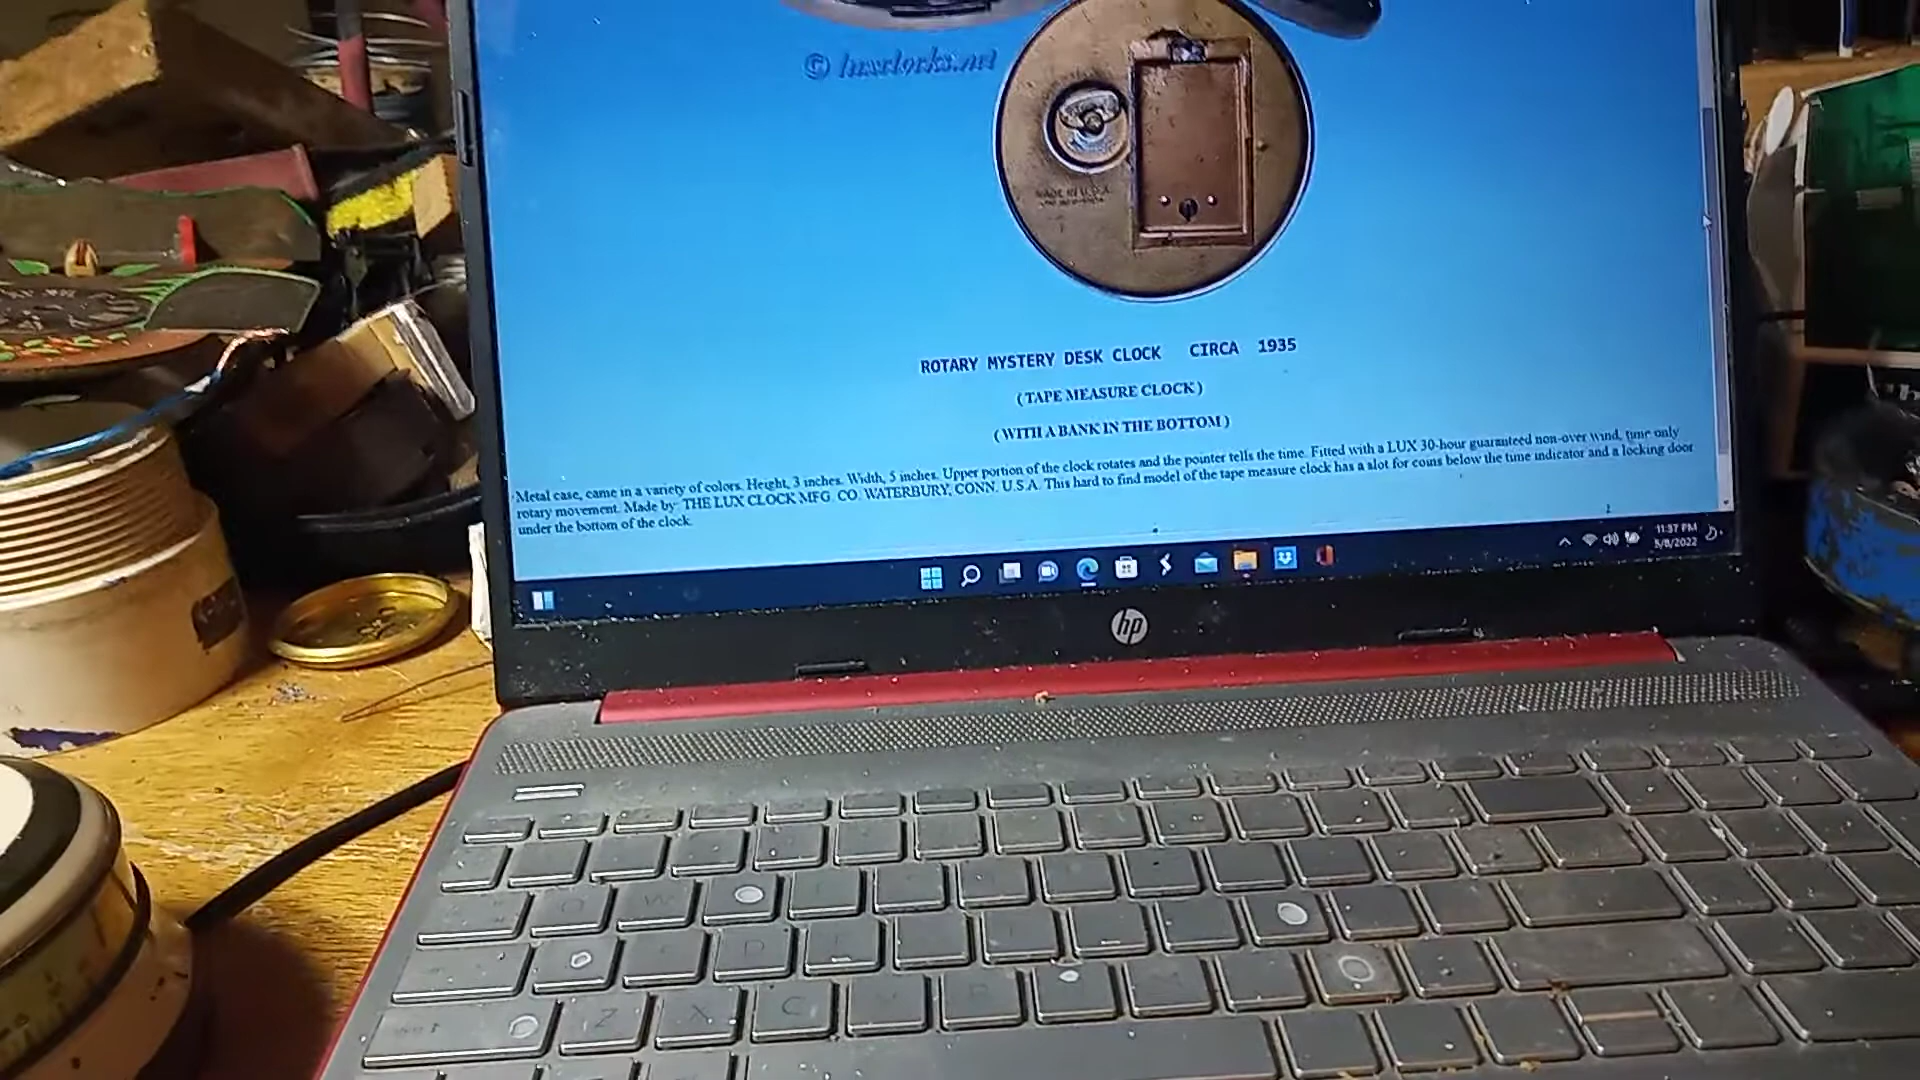 © luxclocks.net
MADE IN U.S.A.
ROTARY MYSTERY DESK CLOCK CIRCA 1935
( TAPE MEASURE CLOCK )
( WITH A BANK IN THE BOTTOM )
Metal case, came in a variety of colors. Height, 3 inches. Width, 5 inches. Upper portion of the clock rotates and the pointer tells the time. Fitted with a LUX 30-hour guaranteed non-over wind, time only
rotary movement. Made by: THE LUX CLOCK MFG. CO. WATERBURY, CONN. U.S.A. This hard to find model of the tape measure clock has a slot for coins below the time indicator and a locking door
under the bottom of the clock.
11:37 PM
5/8/2022
hp
Z X C